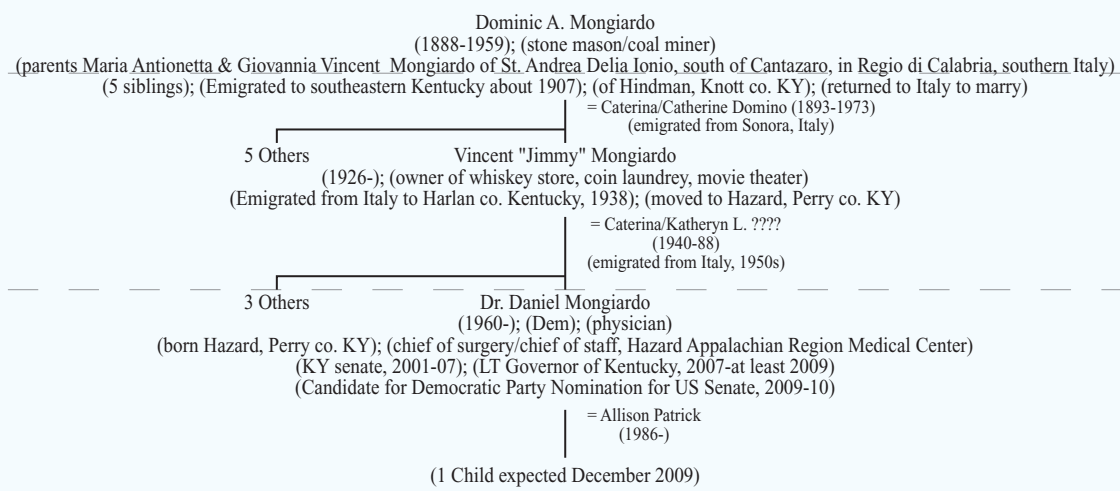 Dominic A. Mongiardo
(1888-1959); (stone mason/coal miner)
(parents Maria Antionetta & Giovannia Vincent Mongiardo of St. Andrea Delia Ionio, south of Cantazaro, in Regio di Calabria, southern Italy)
(5 siblings); (Emigrated to southeastern Kentucky about 1907); (of Hindman, Knott co. KY); (returned to Italy to marry)
= Caterina/Catherine Domino (1893-1973)
(emigrated from Sonora, Italy)
5 Others
Vincent "Jimmy" Mongiardo
(1926-); (owner of whiskey store, coin laundrey, movie theater)
(Emigrated from Italy to Harlan co. Kentucky, 1938); (moved to Hazard, Perry co. KY)
= Caterina/Katheryn L. ????
(1940-88)
(emigrated from Italy, 1950s)
3 Others
Dr. Daniel Mongiardo
(1960-); (Dem); (physician)
(born Hazard, Perry co. KY); (chief of surgery/chief of staff, Hazard Appalachian Region Medical Center)
(KY senate, 2001-07); (LT Governor of Kentucky, 2007-at least 2009)
(Candidate for Democratic Party Nomination for US Senate, 2009-10)
= Allison Patrick
(1986-)
(1 Child expected December 2009)